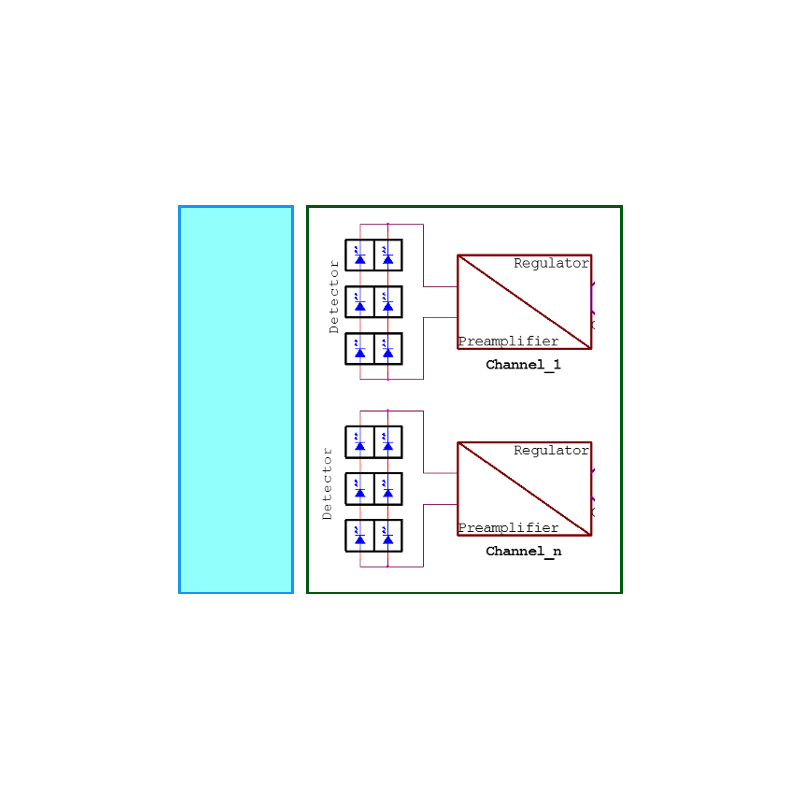 Detector
Regulator
Preamplifier
Channel_1
Detector
Regulator
Preamplifier
Channel_n